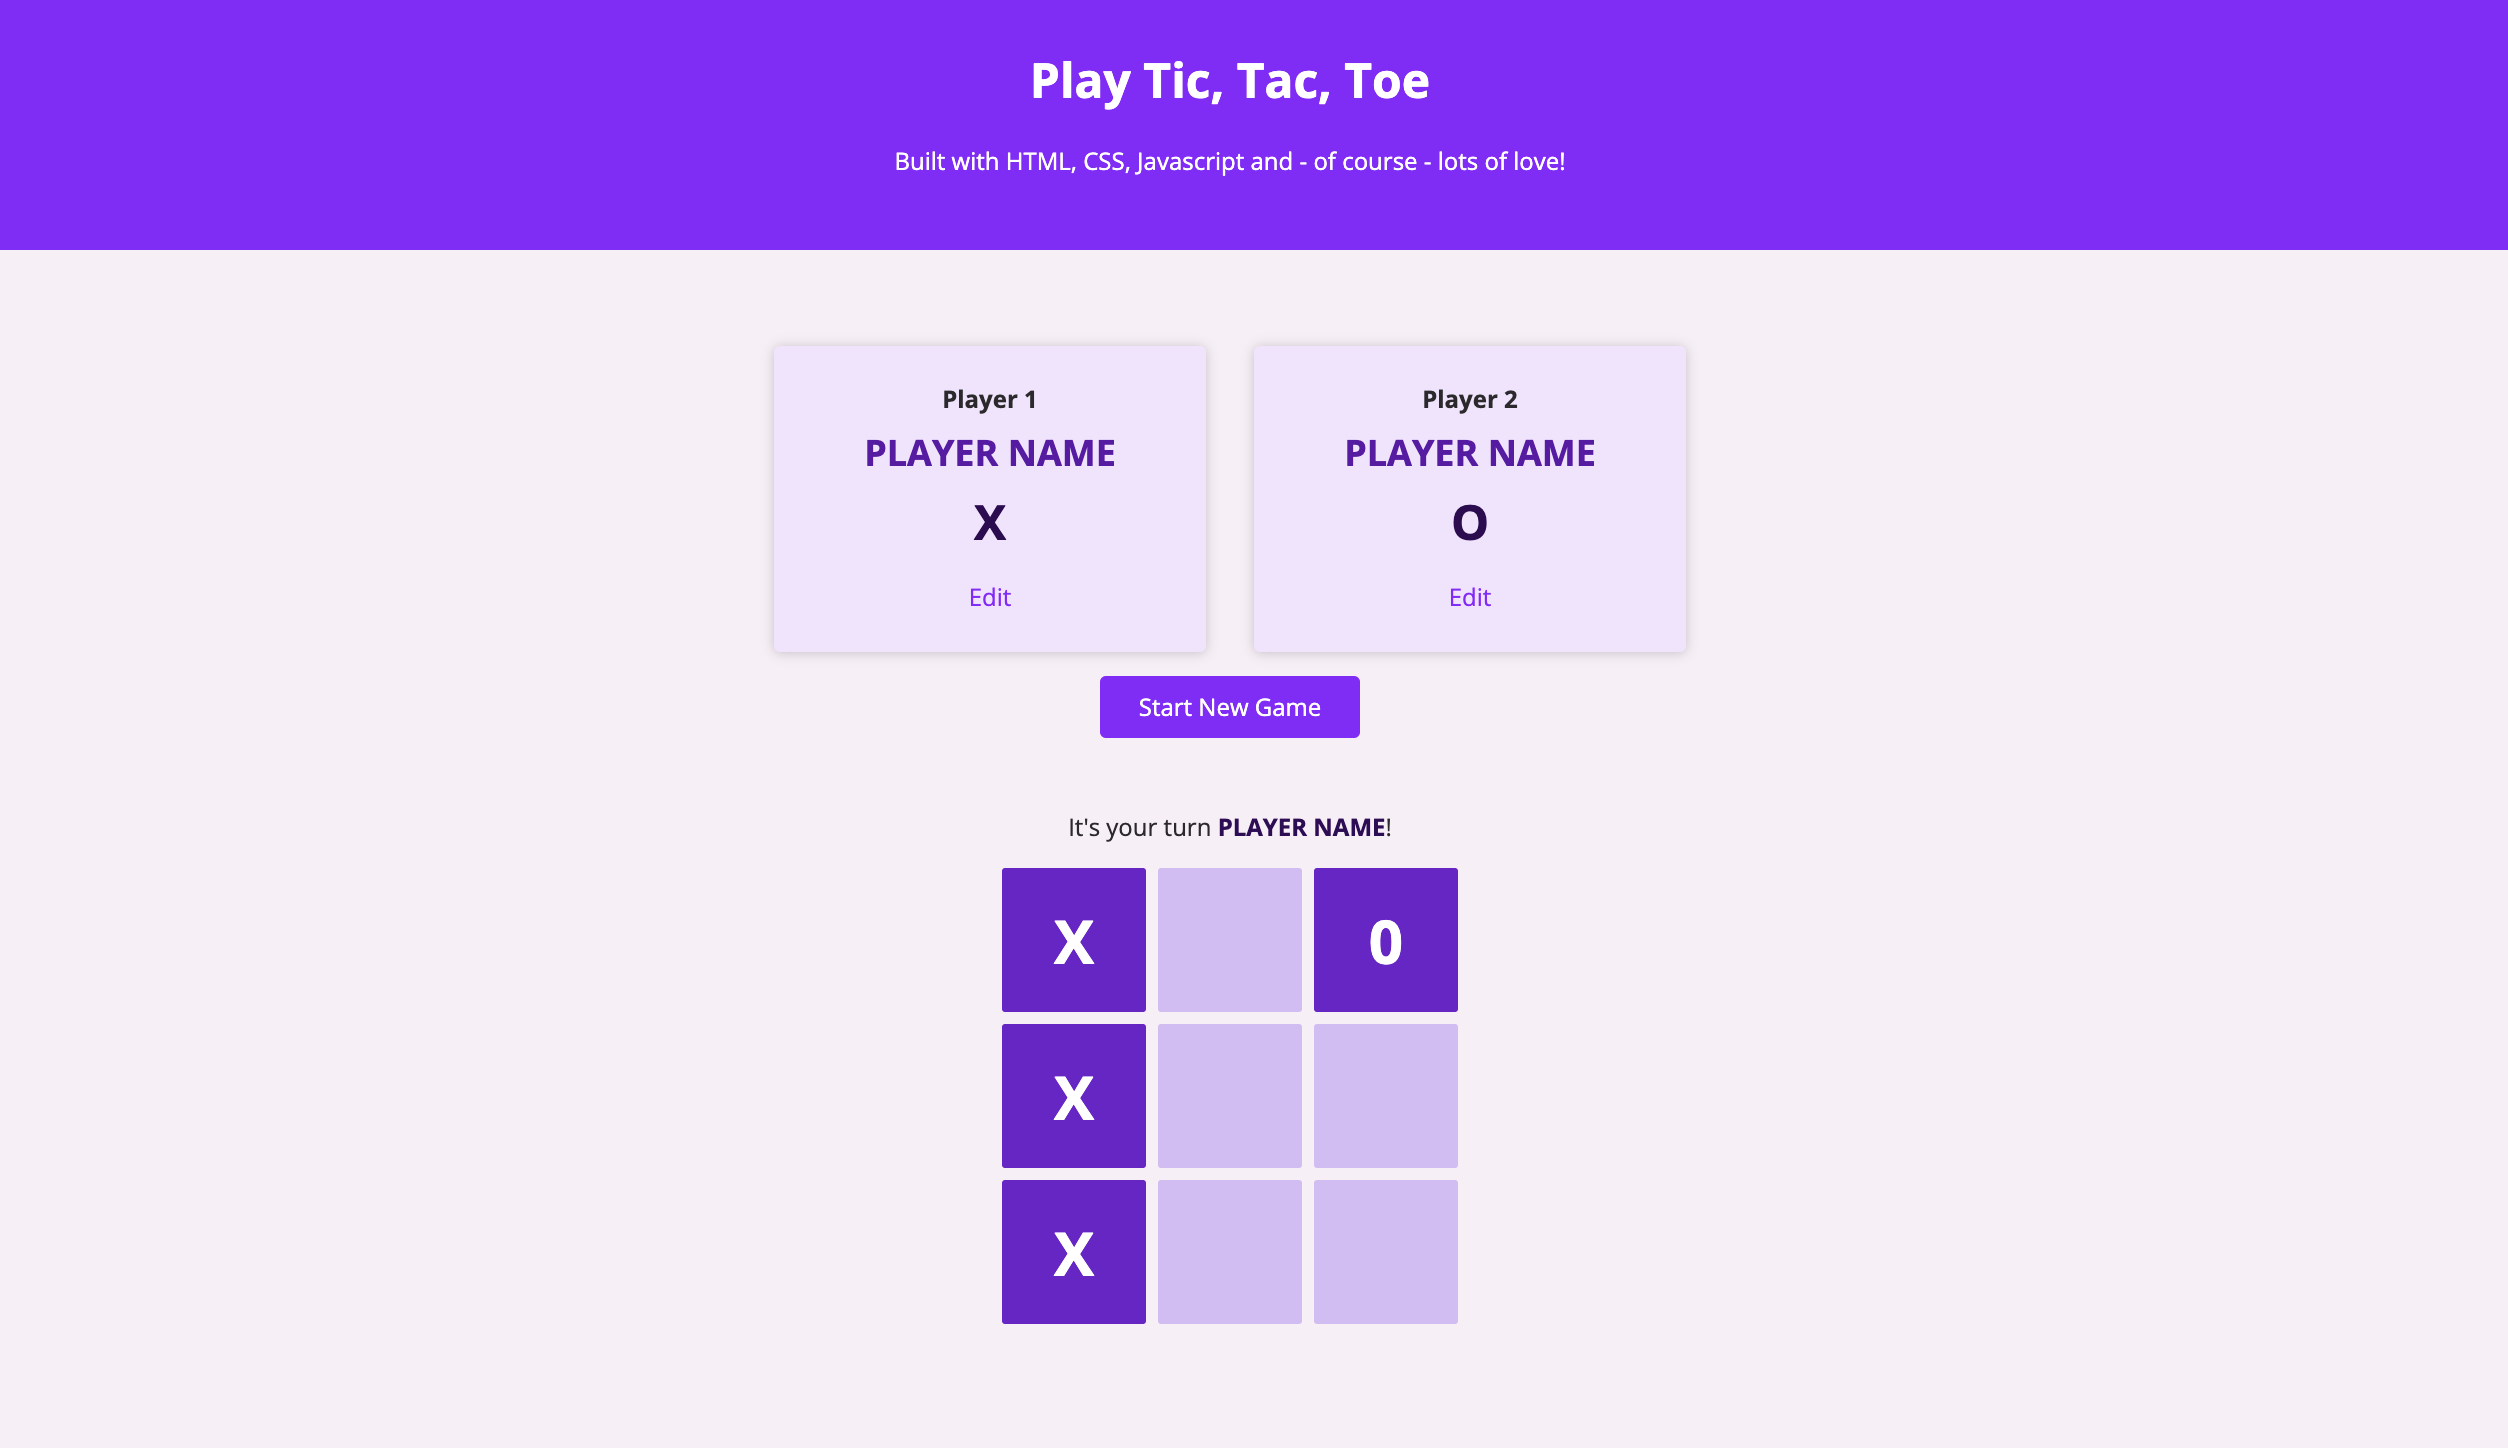 Play Tic, Tac, Toe
Built with HTML, CSS, Javascript and - of course - lots of love!
Player 1
PLAYER NAME
X
Edit
Player 2
PLAYER NAME
O
Edit
Start New Game
It's your turn PLAYER NAME!
X 0
X
X